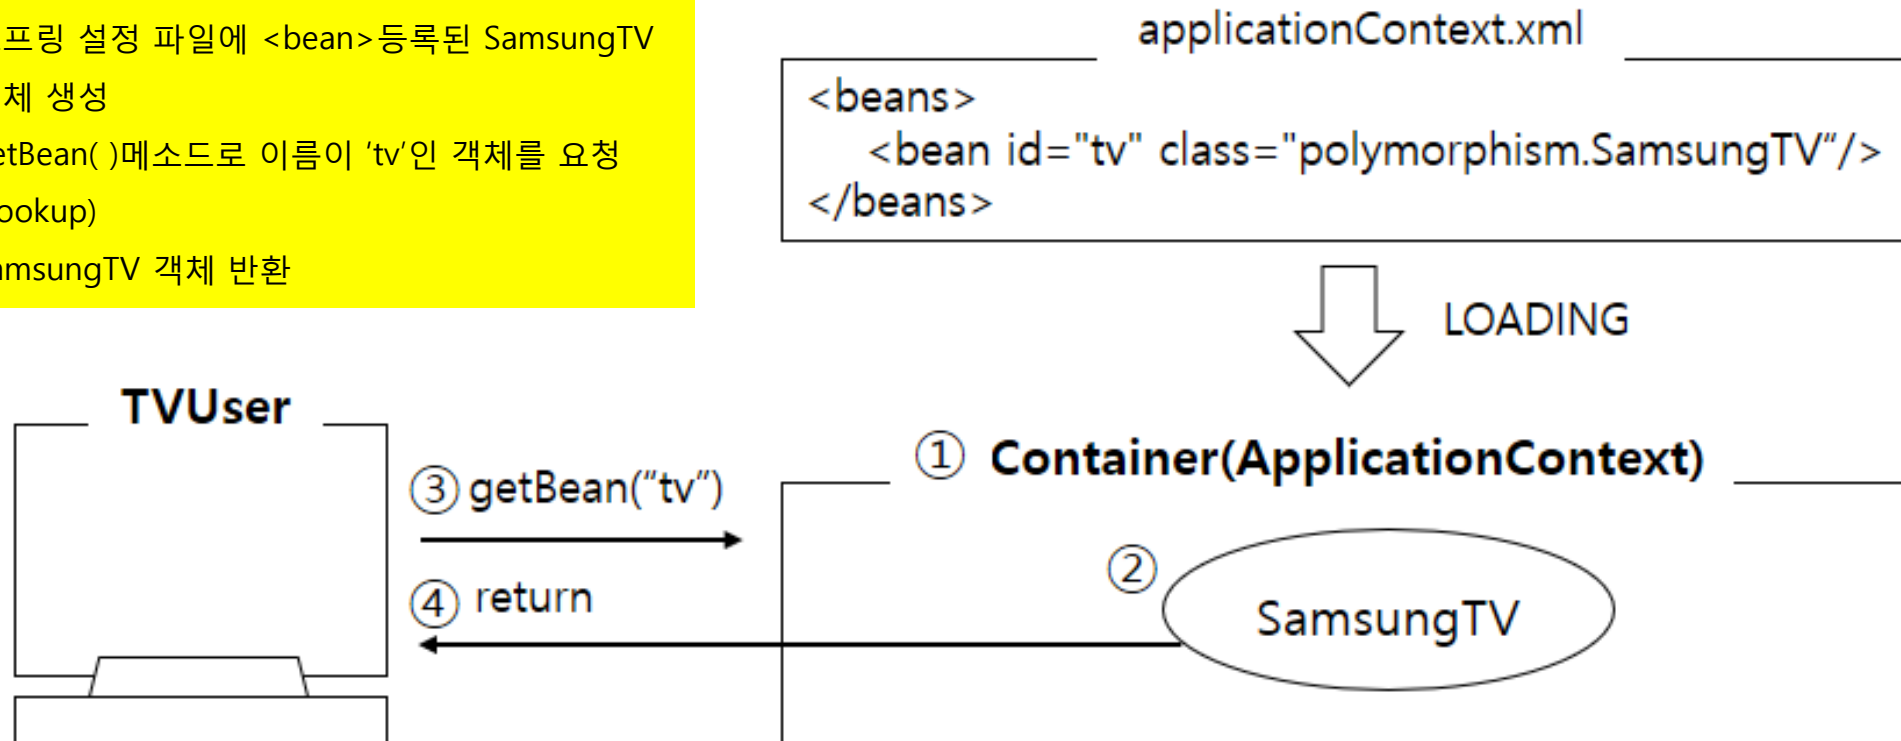 프링 설정 파일에 <bean>등록된 SamsungTV
체 생성
etBean( )메소드로 이름이 ‘tv’인 객체를 요청
ookup)
amsungTV 객체 반환
applicationContext.xml
<beans>
<bean id="tv" class="polymorphism.SamsungTV“/>
</beans>
LOADING
TVUser
① Container(ApplicationContext)
③ getBean(“tv”)
②
SamsungTV
④ return